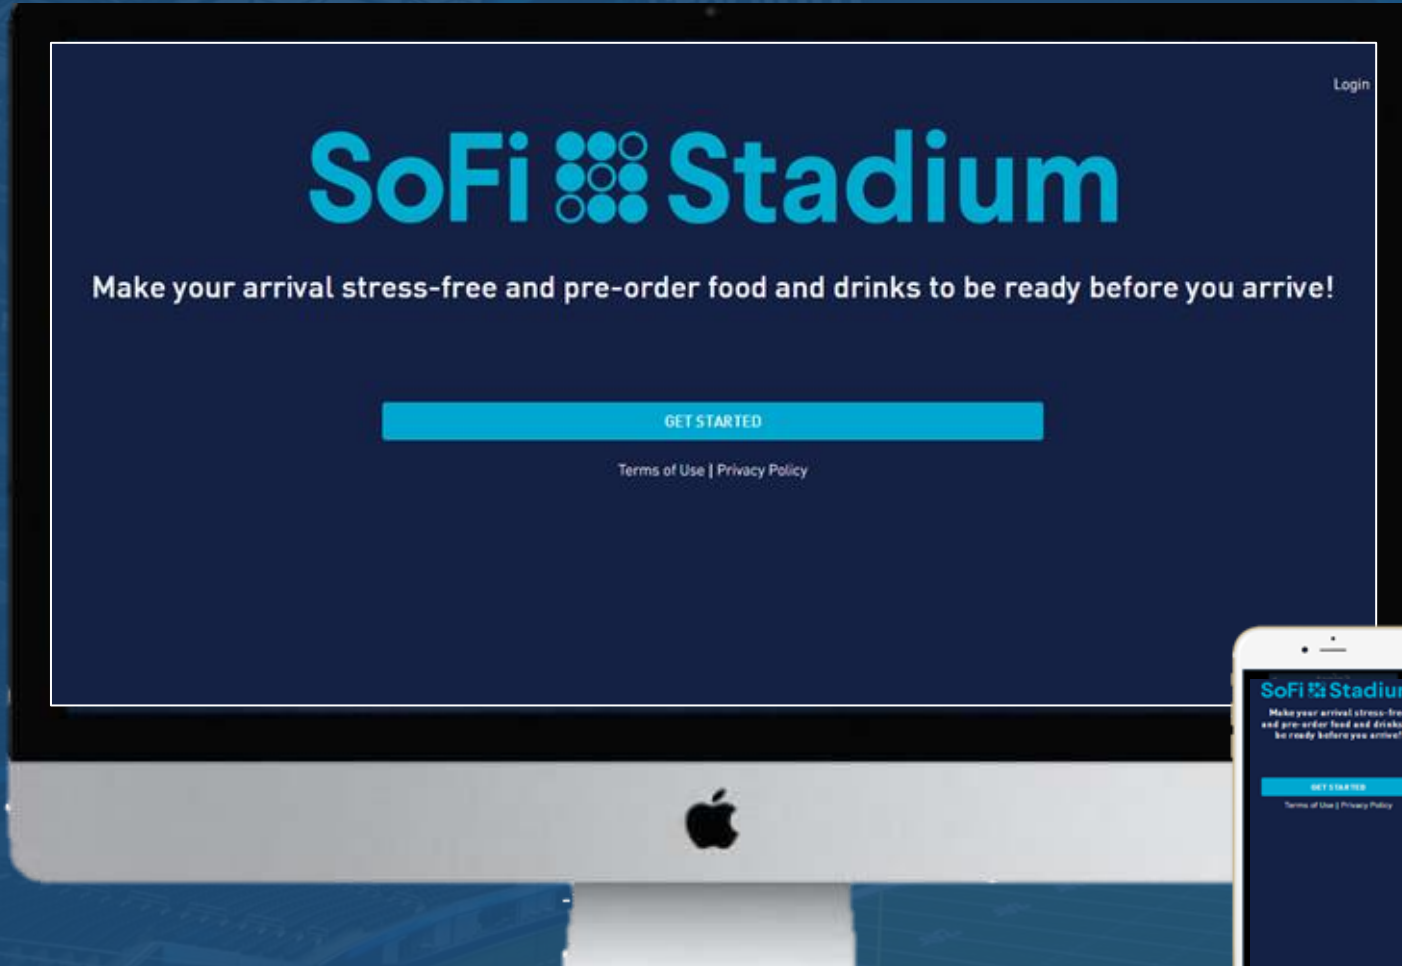 Login
SoFi Stadium
Make your arrival stress-free and pre-order food and drinks to be ready before you arrive!
GET STARTED
Terms of Use | Privacy Policy
SoFi Stadiu
Make your arrival stress-fre
and pre-order food and drinks
be ready before you arrive!
GET STARTED
Terms of Use | Privacy Policy